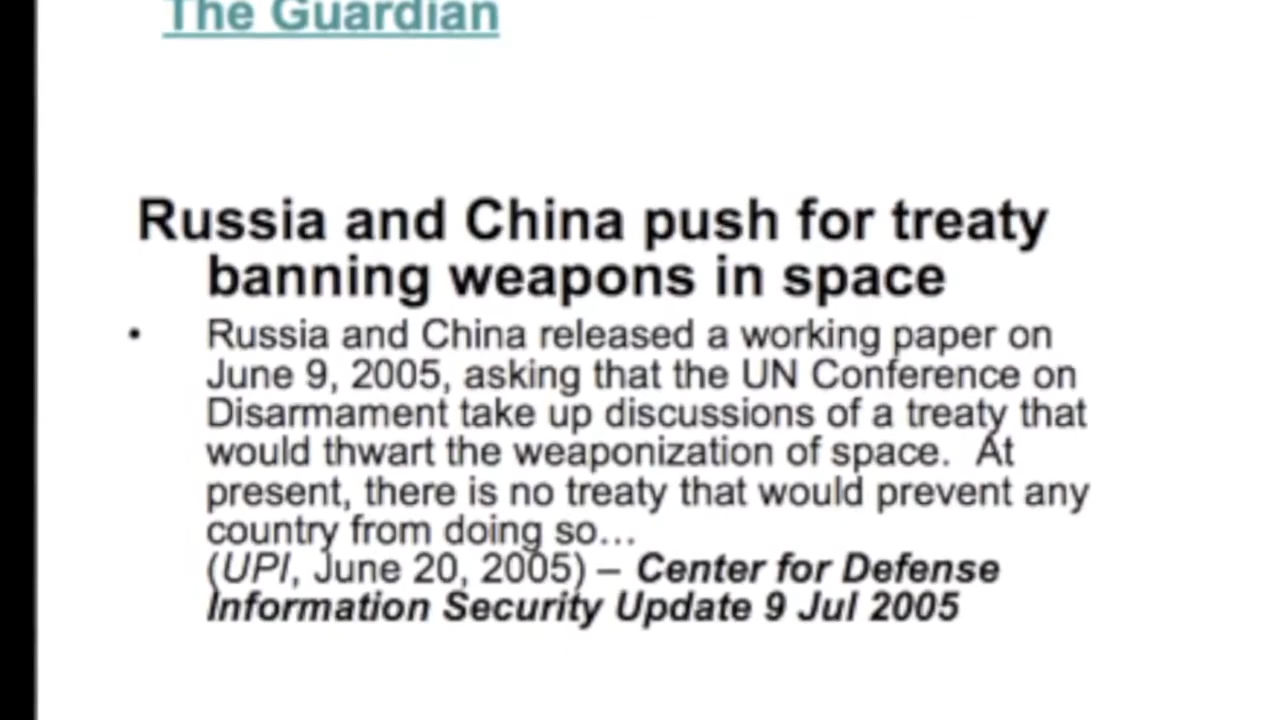 The Guardian
Russia and China push for treaty
banning weapons in space
• Russia and China released a working paper on
June 9, 2005, asking that the UN Conference on
Disarmament take up discussions of a treaty that
would thwart the weaponization of space.  At
present, there is no treaty that would prevent any
country from doing so...
(UPI, June 20, 2005) – Center for Defense
Information Security Update 9 Jul 2005